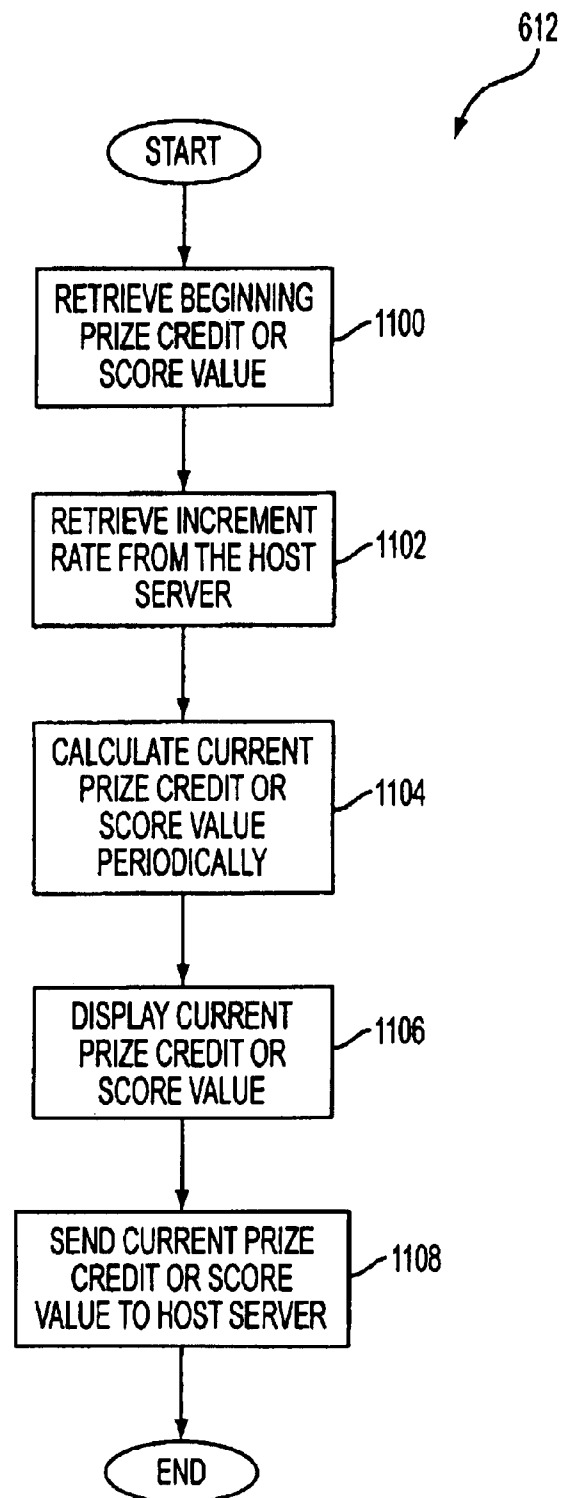 612
START
RETRIEVE BEGINNING
PRIZE CREDIT OR
SCORE VALUE
1100
RETRIEVE INCREMENT
RATE FROM THE HOST
SERVER
1102
CALCULATE CURRENT
PRIZE CREDIT OR
SCORE VALUE
PERIODICALLY
1104
DISPLAY CURRENT
PRIZE CREDIT OR
SCORE VALUE
1106
SEND CURRENT PRIZE
CREDIT OR SCORE
VALUE TO HOST SERVER
1108
END